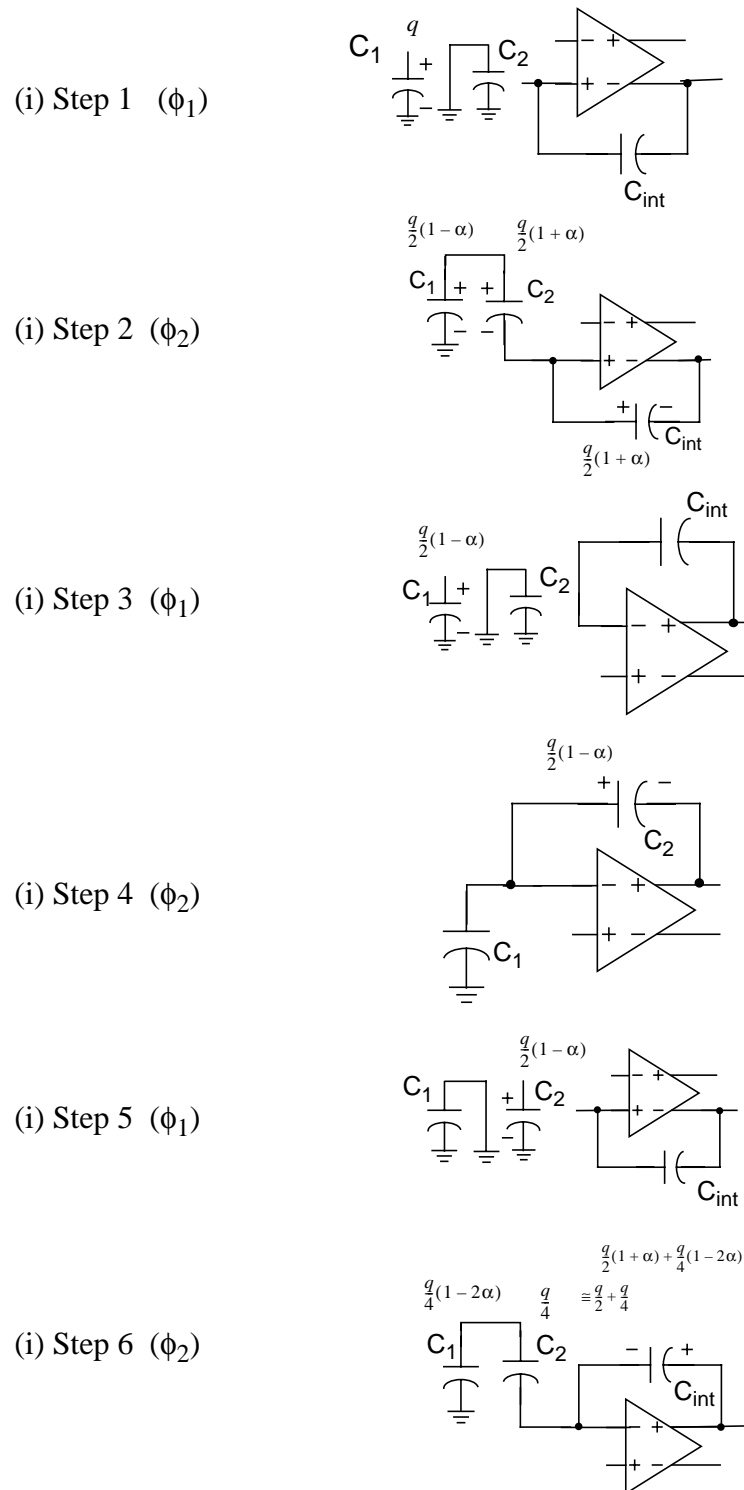 q
C1 + C2 − +
(i) Step 1 (ϕ1)
− + −
Cint
q/2(1 − α) q/2(1 + α)
C1 + + C2
− − − +
(i) Step 2 (ϕ2)
+ −
+ − Cint
q/2(1 + α)
Cint
q/2(1 − α)
C1 + C2
(i) Step 3 (ϕ1)
− − +
+ −
q/2(1 − α)
+ −
C2
(i) Step 4 (ϕ2)
− +
+ −
C1
q/2(1 − α)
C1 + C2 − +
(i) Step 5 (ϕ1)
− + −
Cint
q/2(1 + α) + q/4(1 − 2α)
q/4(1 − 2α) q/4 ≅ q/2 + q/4
(i) Step 6 (ϕ2)
C1 C2 − +
Cint
− +
+ −